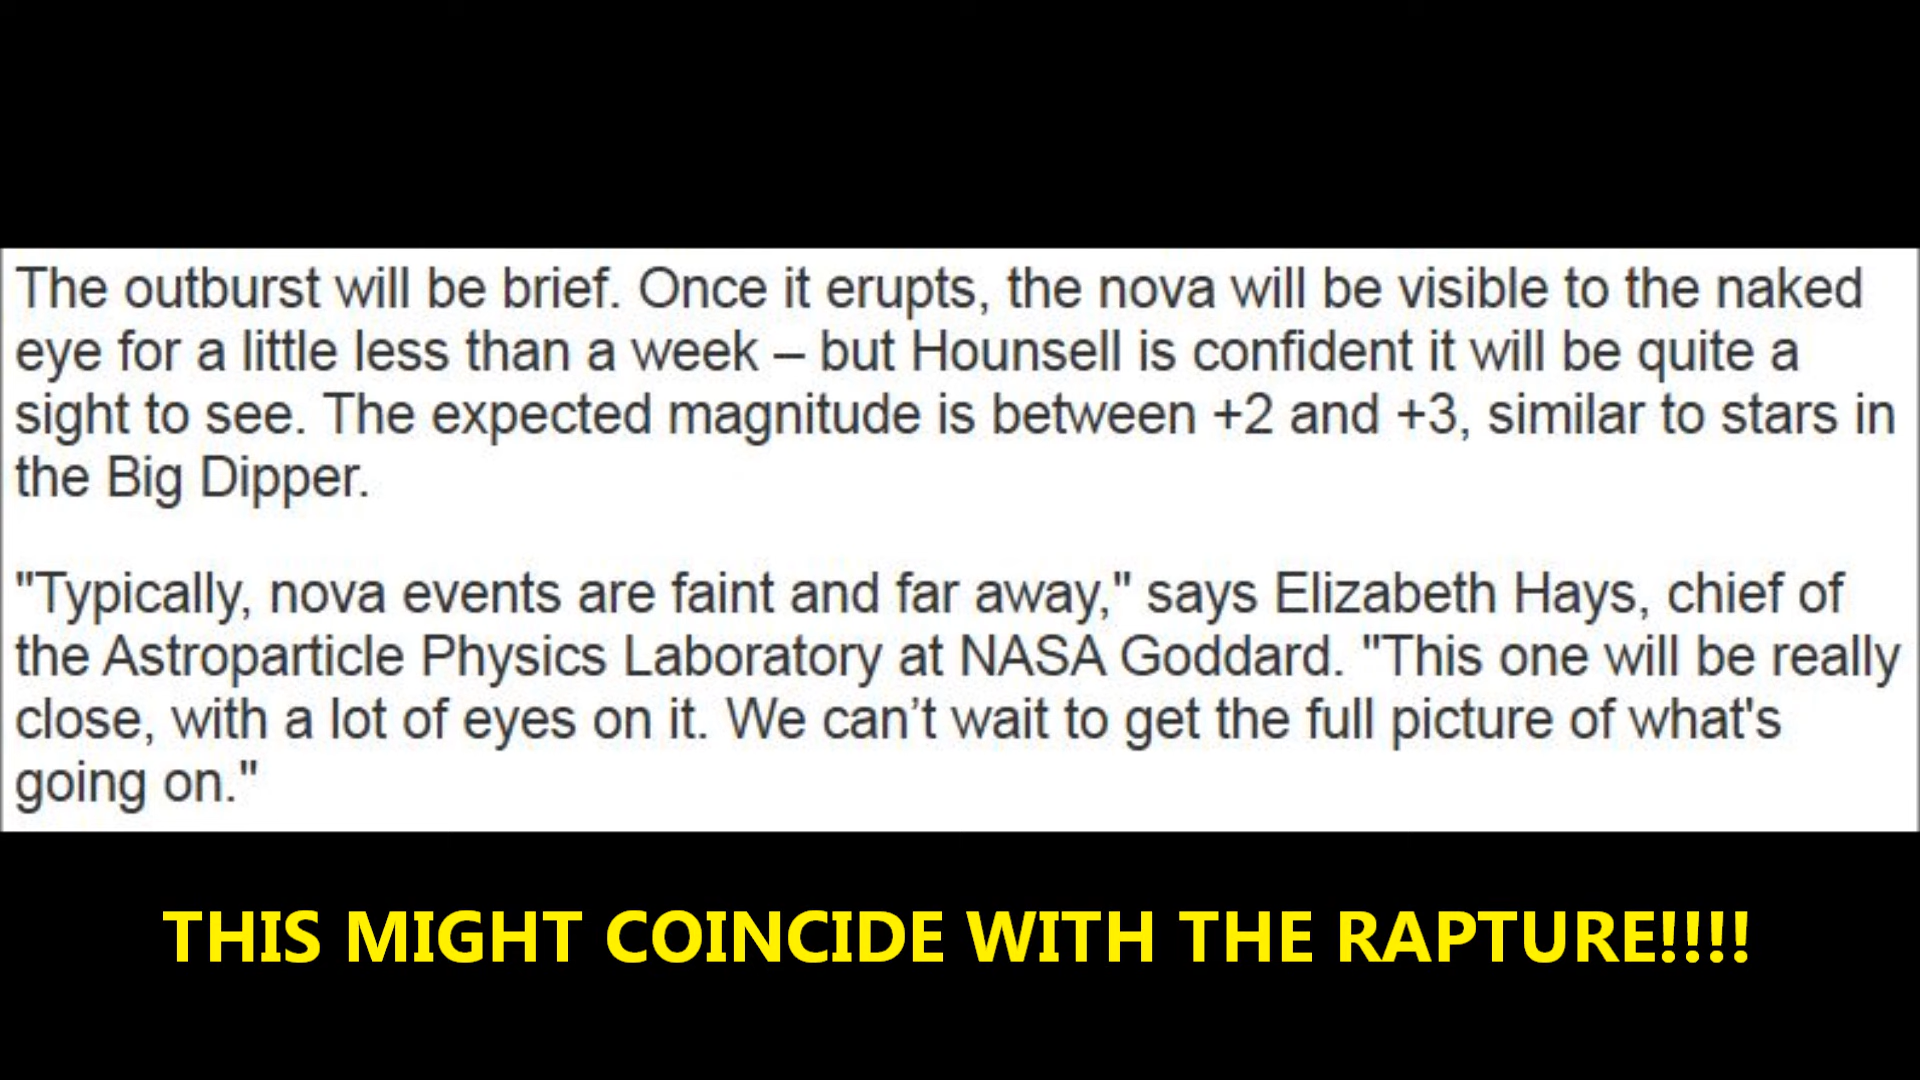 The outburst will be brief. Once it erupts, the nova will be visible to the naked
eye for a little less than a week – but Hounsell is confident it will be quite a
sight to see. The expected magnitude is between +2 and +3, similar to stars in
the Big Dipper.
"Typically, nova events are faint and far away," says Elizabeth Hays, chief of
the Astroparticle Physics Laboratory at NASA Goddard. "This one will be really
close, with a lot of eyes on it. We can’t wait to get the full picture of what's
going on."
THIS MIGHT COINCIDE WITH THE RAPTURE!!!!